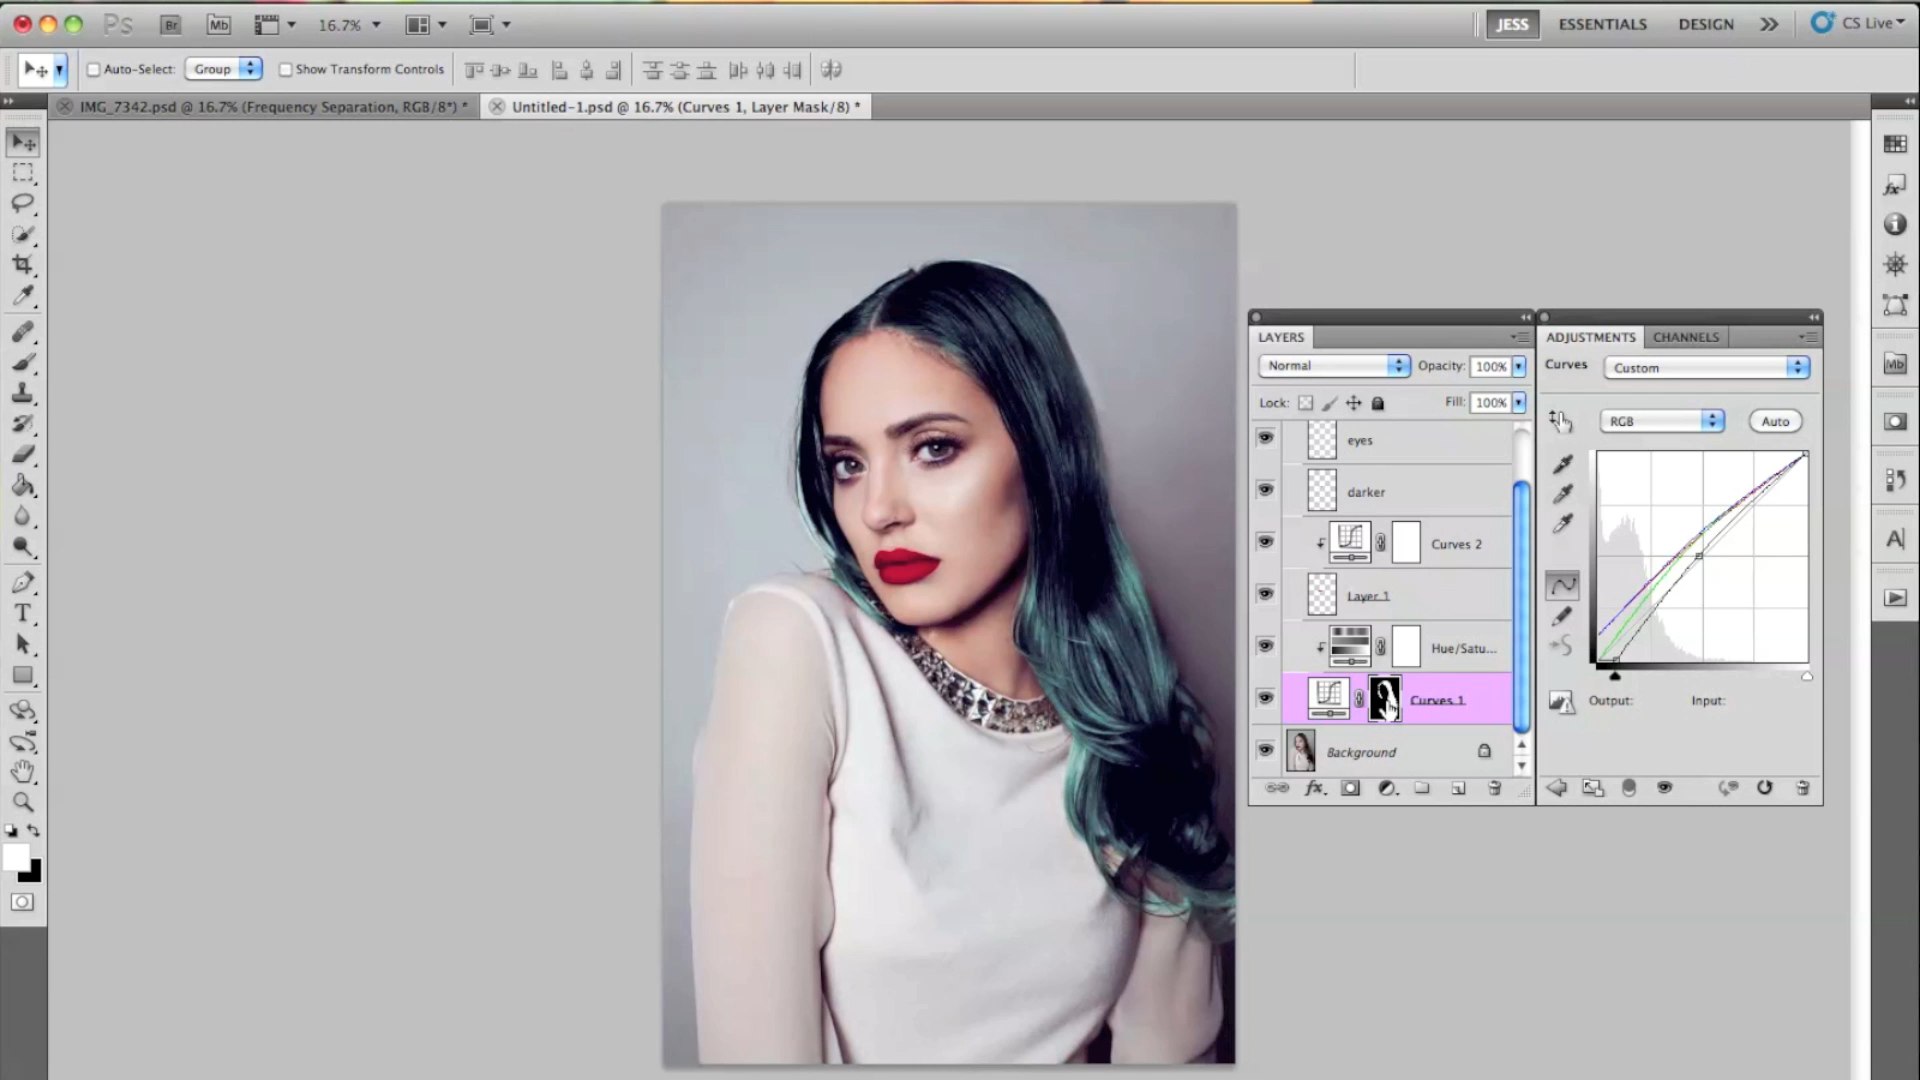 Ps Br Mb 16.7% JESS ESSENTIALS DESIGN CS Live
Auto-Select: Group Show Transform Controls
IMG_7342.psd @ 16.7% (Frequency Separation, RGB/8*) * Untitled-1.psd @ 16.7% (Curves 1, Layer Mask/8) *
LAYERS ADJUSTMENTS CHANNELS
Normal Opacity: 100% Curves Custom
Lock: Fill: 100%
RGB Auto
eyes
darker
Curves 2
Layer 1
Hue/Satu...
Curves 1
Output: Input:
Background
fx
T
fx
Mb
A